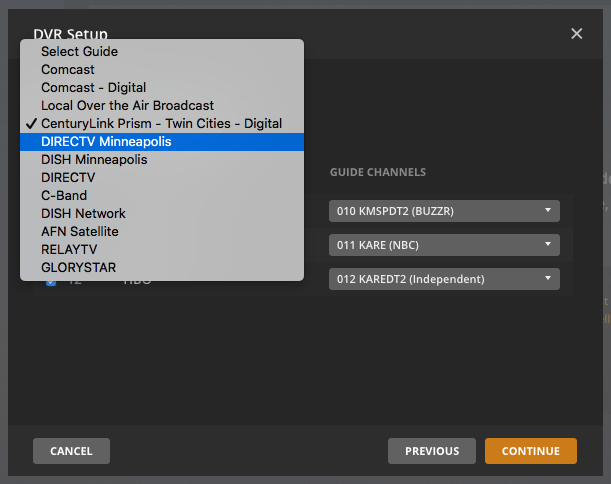 DVR Setup
Select Guide
Comcast
Comcast - Digital
Local Over the Air Broadcast
✓ CenturyLink Prism - Twin Cities - Digital
DIRECTV Minneapolis
DISH Minneapolis
DIRECTV
C-Band
DISH Network
AFN Satellite
RELAYTV
GLORYSTAR
GUIDE CHANNELS
010 KMSPDT2 (BUZZR)
011 KARE (NBC)
12 HBO 012 KAREDT2 (Independent)
CANCEL PREVIOUS CONTINUE